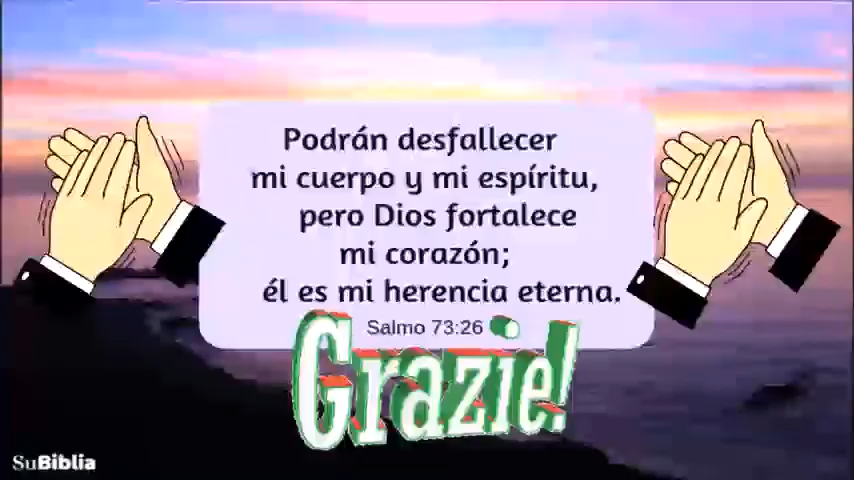 Podrán desfallecer
mi cuerpo y mi espíritu,
pero Dios fortalece
mi corazón;
él es mi herencia eterna.
Salmo 73:26
Grazie!
SuBiblia